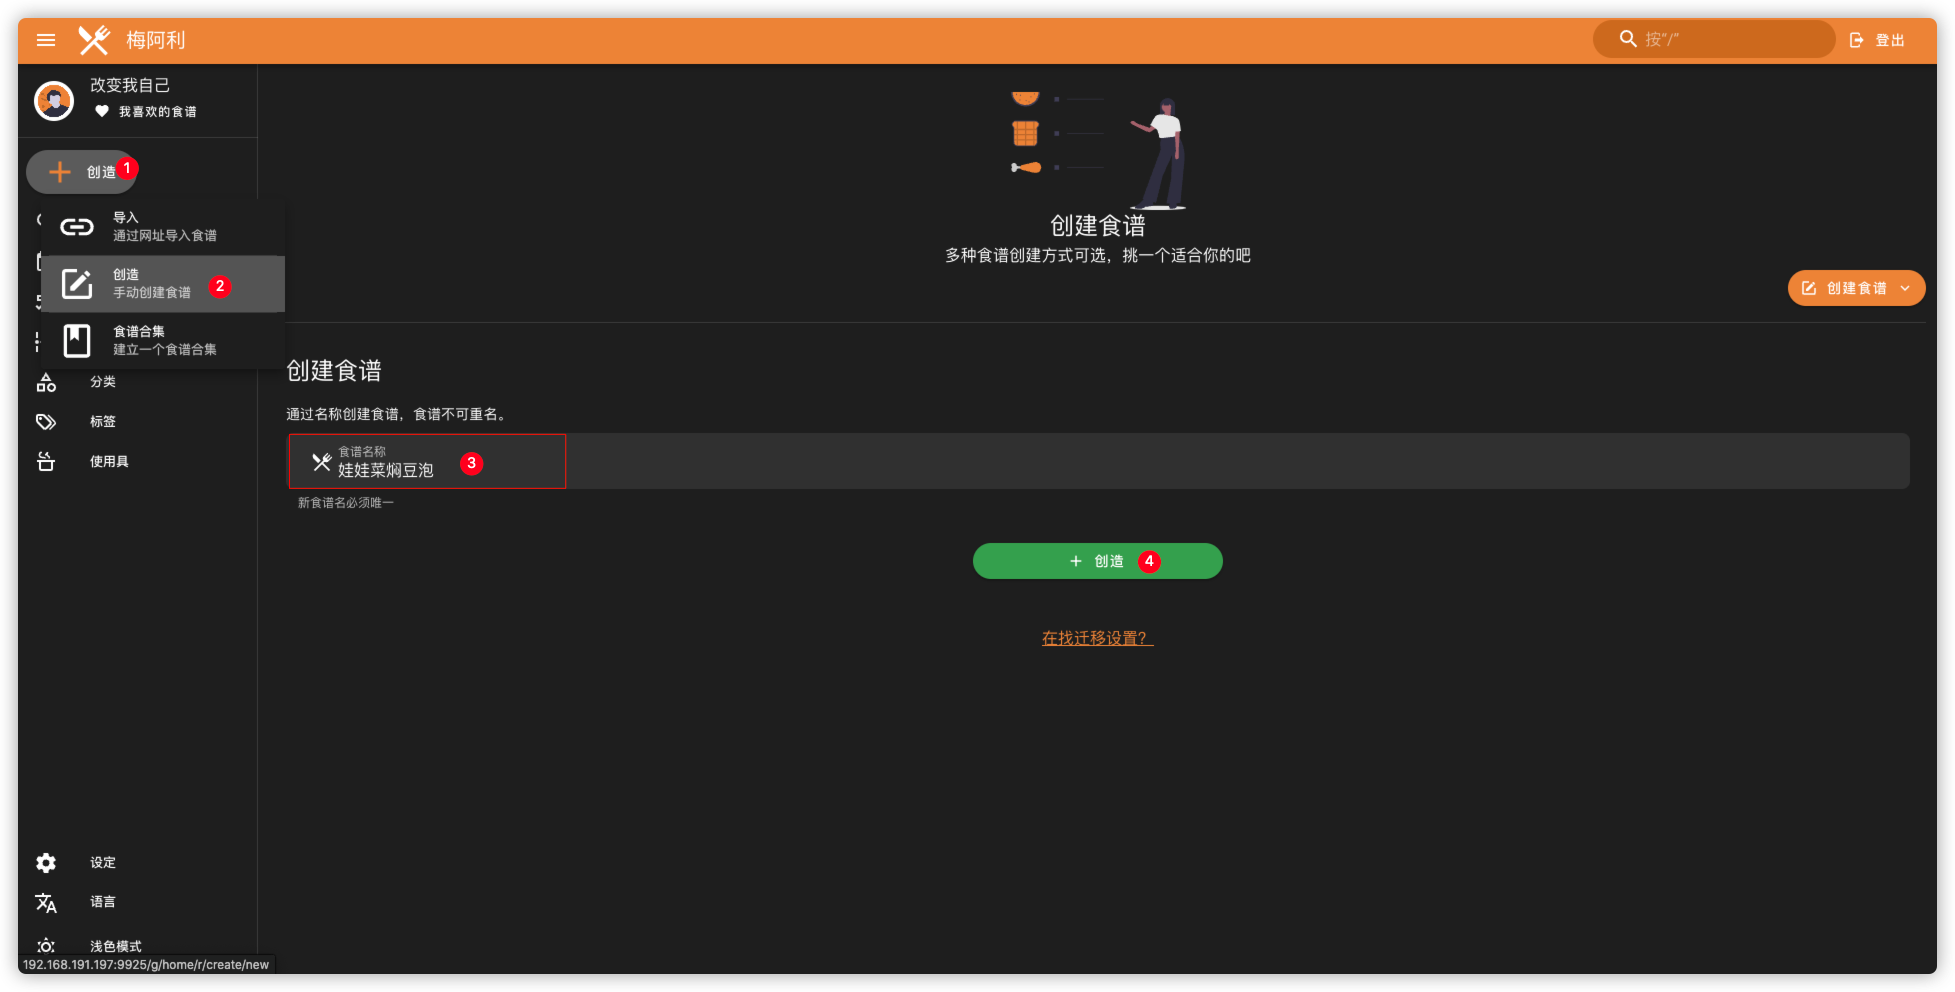 梅阿利
按"/"
登出
改变我自己
我喜欢的食谱
创造
1
导入
通过网址导入食谱
创造
手动创建食谱
2
食谱合集
建立一个食谱合集
分类
标签
使用具
设定
语言
浅色模式
192.168.191.197:9925/g/home/r/create/new
创建食谱
多种食谱创建方式可选，挑一个适合你的吧
创建食谱
创建食谱
通过名称创建食谱，食谱不可重名。
食谱名称
娃娃菜焖豆泡
3
新食谱名必须唯一
创造
4
在找迁移设置？